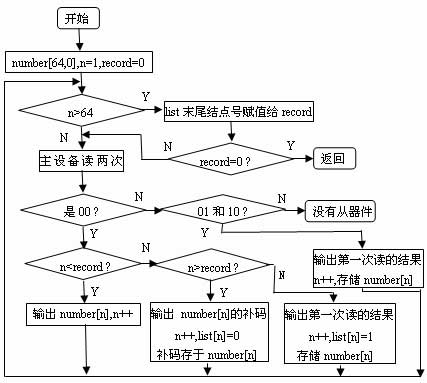 开始
number[64,0],n=1,record=0
n>64
Y
N
list 末尾结点号赋值给 record
record=0？
N
Y
返回
主设备读两次
是 00？
N
01 和 10？
N
没有从器件
Y
Y
输出第一次读的结果
n++,存储 number[n]
n<record？
N
n>record？
N
Y
Y
输出 number[n],n++
输出 number[n]的补码
n++,list[n]=0
补码存于 number[n]
输出第一次读的结果
n++,list[n]=1
存储 number[n]